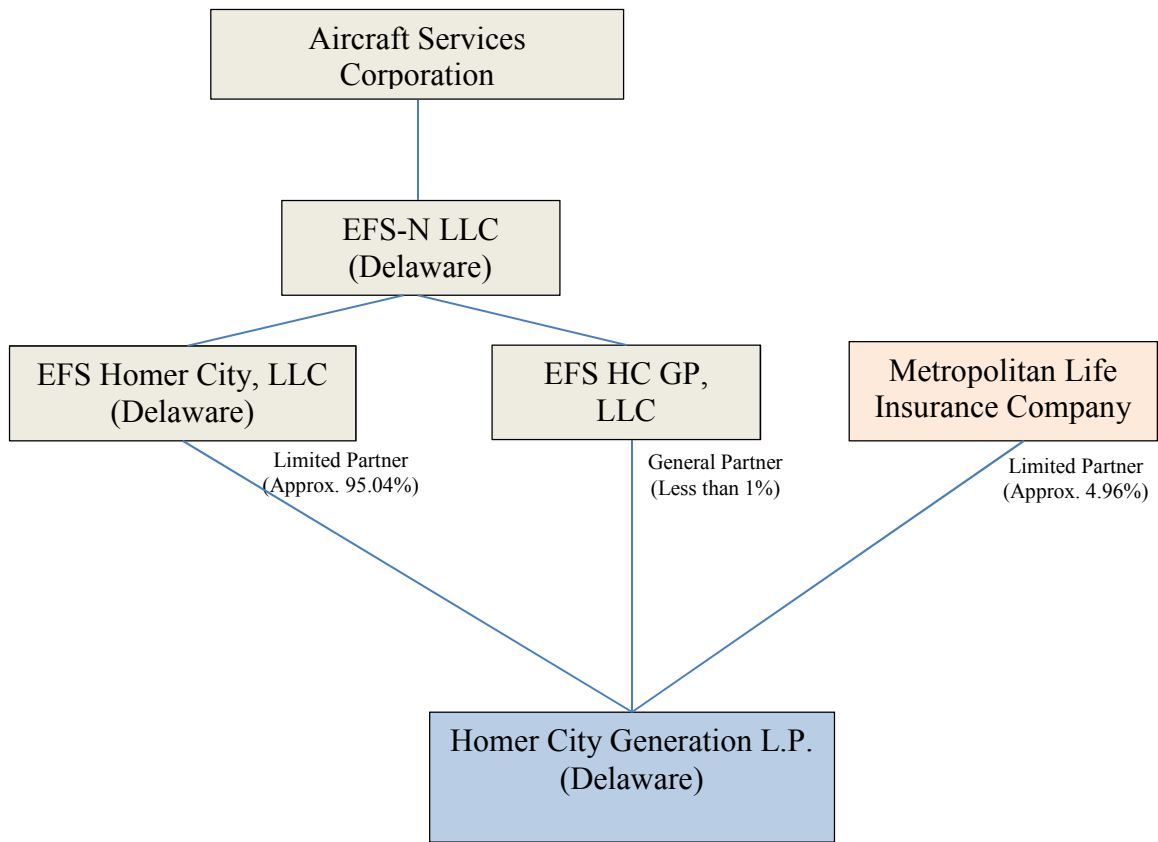 Aircraft Services
Corporation
EFS-N LLC
(Delaware)
EFS Homer City, LLC
(Delaware)
EFS HC GP,
LLC
Metropolitan Life
Insurance Company
Limited Partner
(Approx. 95.04%)
General Partner
(Less than 1%)
Limited Partner
(Approx. 4.96%)
Homer City Generation L.P.
(Delaware)